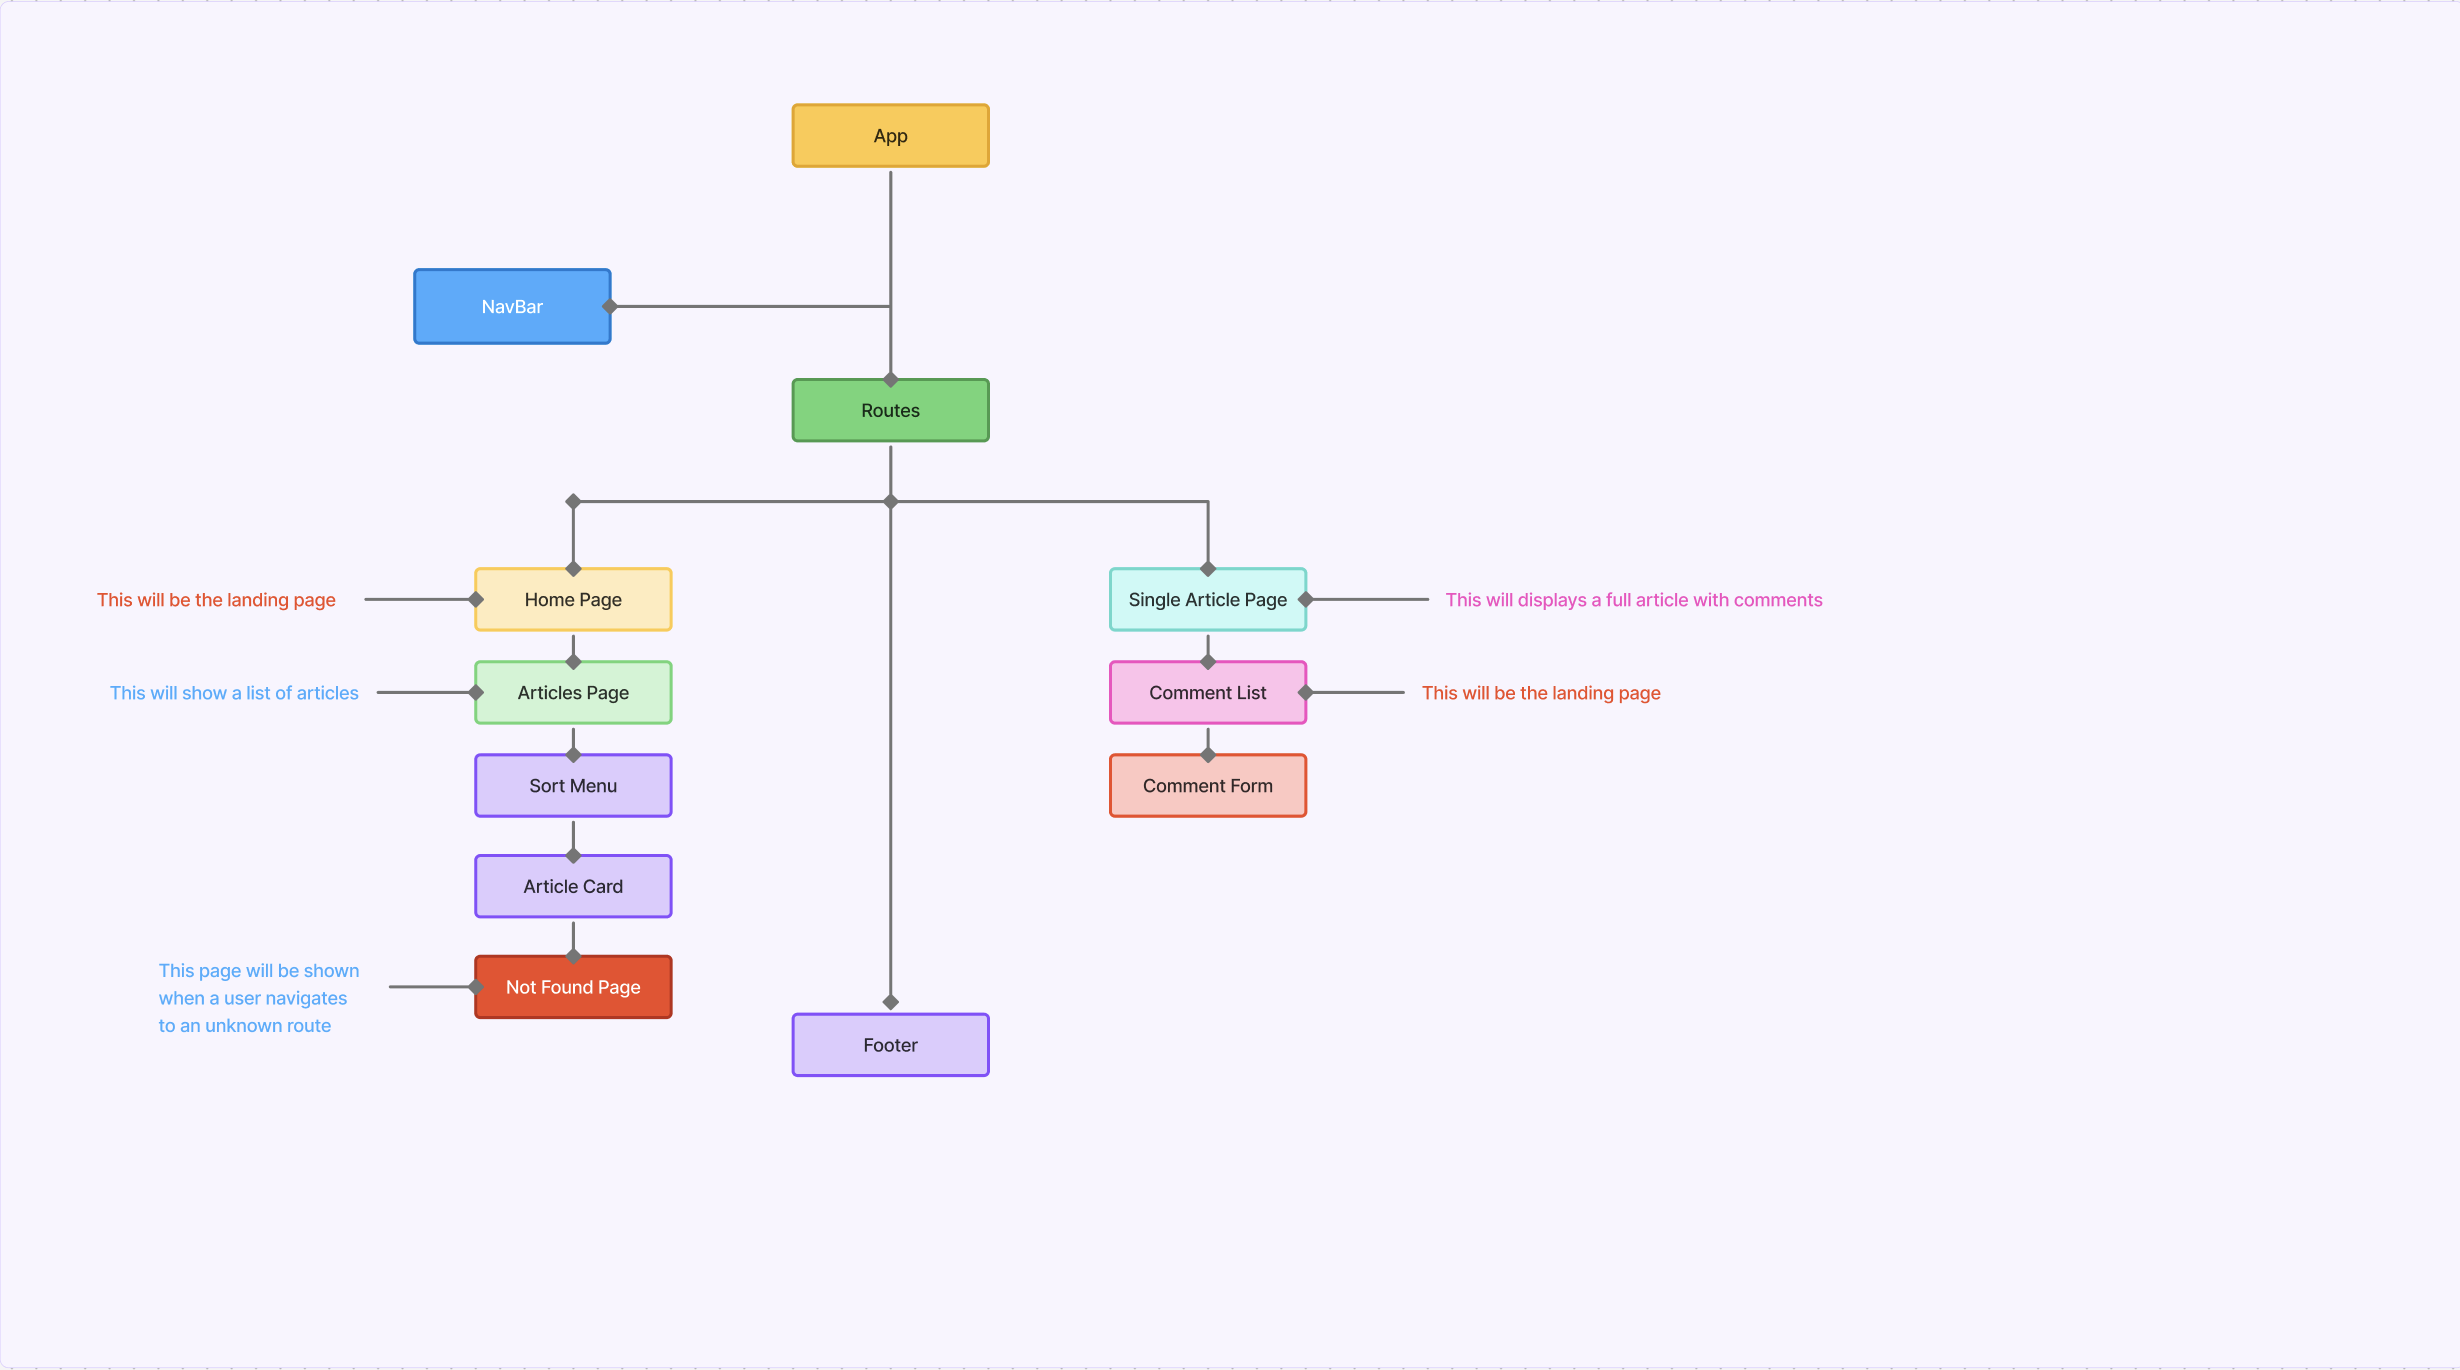 App
NavBar
Routes
This will be the landing page
Home Page
Single Article Page
This will displays a full article with comments
This will show a list of articles
Articles Page
Comment List
This will be the landing page
Sort Menu
Comment Form
Article Card
This page will be shown
when a user navigates
to an unknown route
Not Found Page
Footer